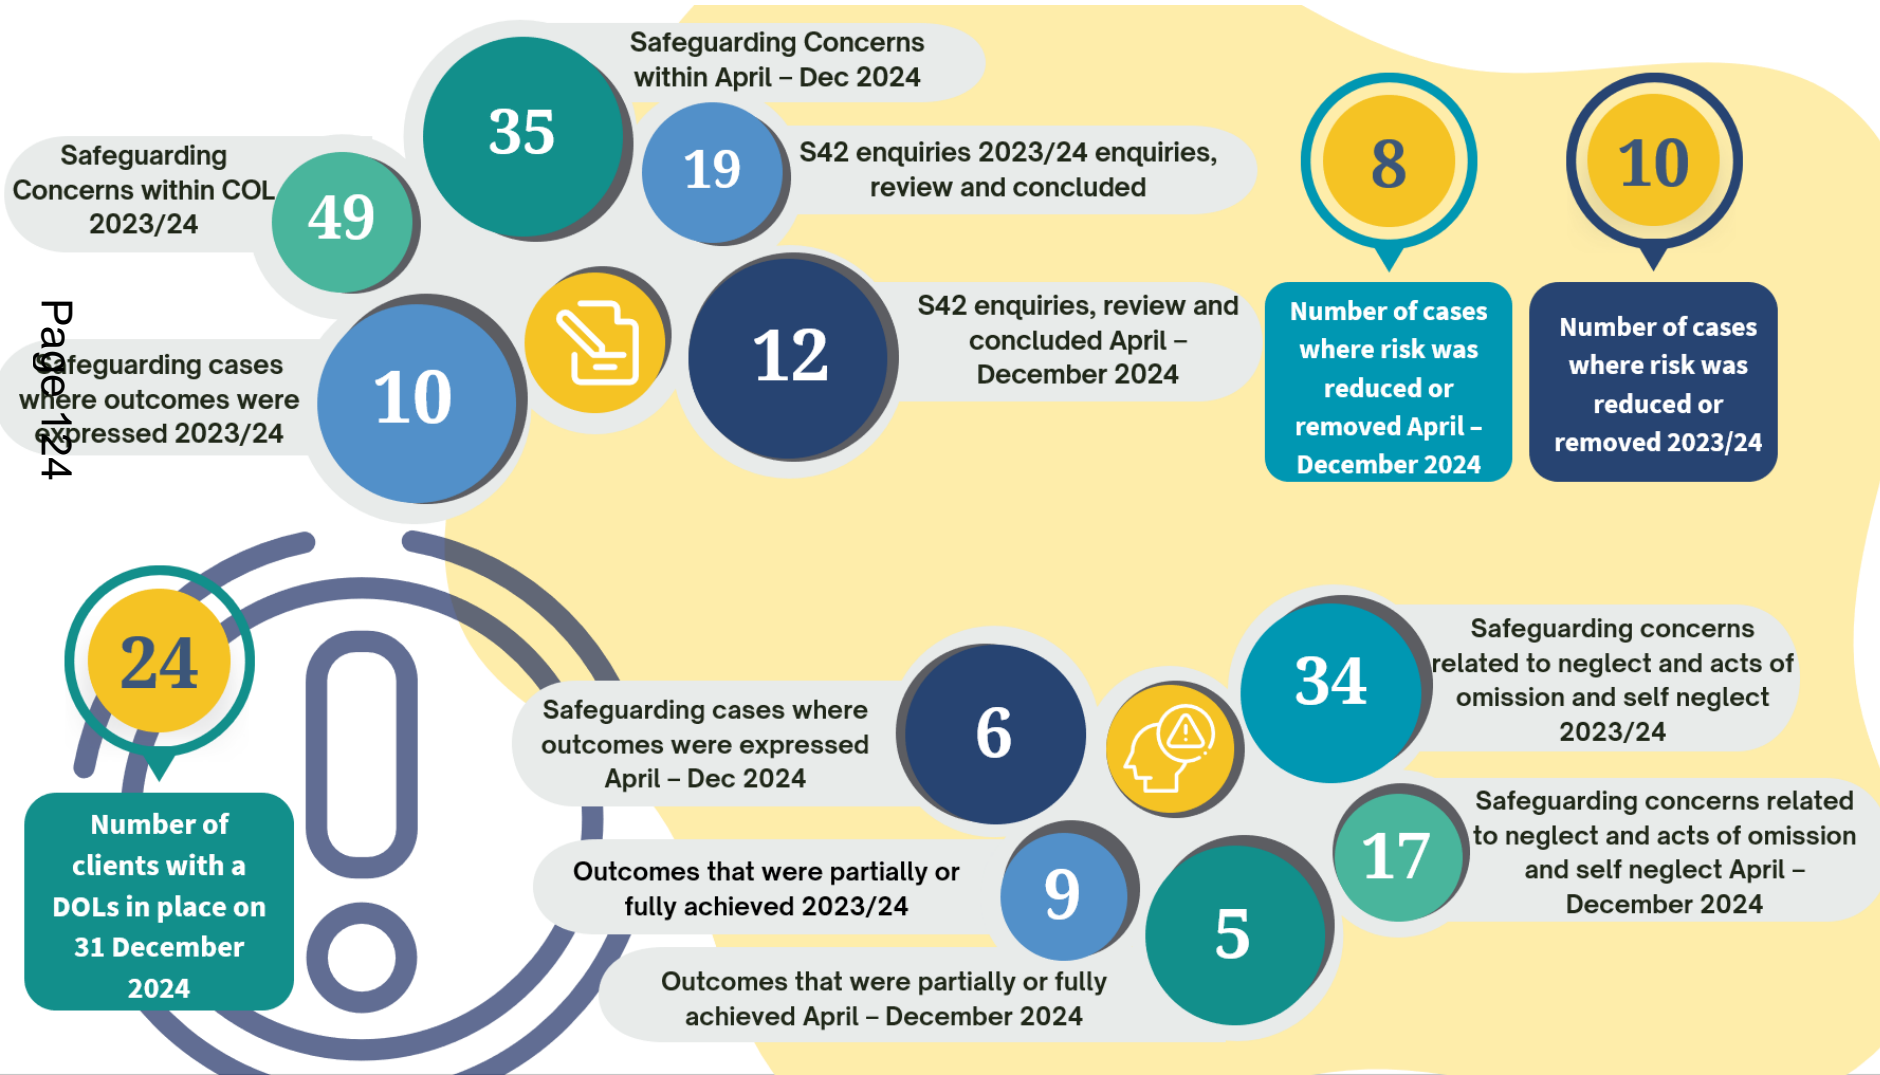 Safeguarding Concerns
within April – Dec 2024
35
Safeguarding
Concerns within COL
2023/24
49
19
S42 enquiries 2023/24 enquiries,
review and concluded
Safeguarding cases
where outcomes were
expressed 2023/24
10
12
S42 enquiries, review and
concluded April –
December 2024
8
Number of cases
where risk was
reduced or
removed April –
December 2024
10
Number of cases
where risk was
reduced or
removed 2023/24
Page 124
24
Number of
clients with a
DOLs in place on
31 December
2024
Safeguarding cases where
outcomes were expressed
April – Dec 2024
6
34
Safeguarding concerns
related to neglect and acts of
omission and self neglect
2023/24
Outcomes that were partially or
fully achieved 2023/24
9
17
Safeguarding concerns related
to neglect and acts of omission
and self neglect April –
December 2024
Outcomes that were partially or fully
achieved April – December 2024
5